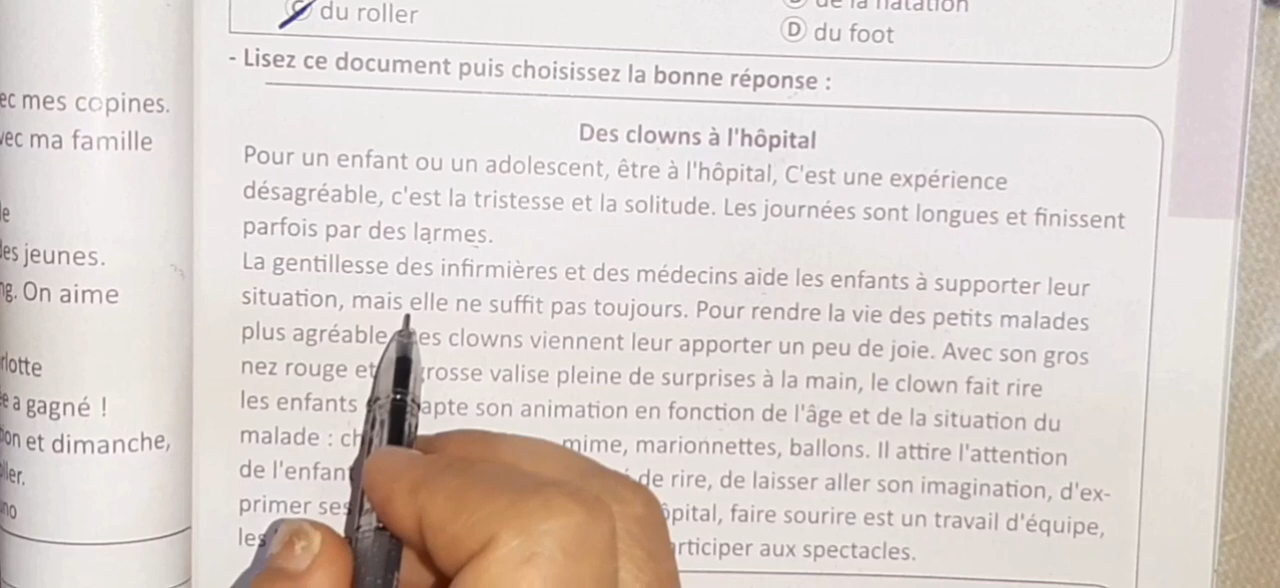 du roller
de la natation
D du foot
- Lisez ce document puis choisissez la bonne réponse :
ec mes copines.
vec ma famille
les jeunes.
ng. On aime
rlotte
e a gagné !
on et dimanche,
ller.
no
Des clowns à l'hôpital
Pour un enfant ou un adolescent, être à l'hôpital, C'est une expérience
désagréable, c'est la tristesse et la solitude. Les journées sont longues et finissent
parfois par des larmes.
La gentillesse des infirmières et des médecins aide les enfants à supporter leur
situation, mais elle ne suffit pas toujours. Pour rendre la vie des petits malades
plus agréable es clowns viennent leur apporter un peu de joie. Avec son gros
nez rouge et rosse valise pleine de surprises à la main, le clown fait rire
les enfants apte son animation en fonction de l'âge et de la situation du
malade : ch mime, marionnettes, ballons. Il attire l'attention
de l'enfan de rire, de laisser aller son imagination, d'ex-
primer ses ôpital, faire sourire est un travail d'équipe,
les rticiper aux spectacles.